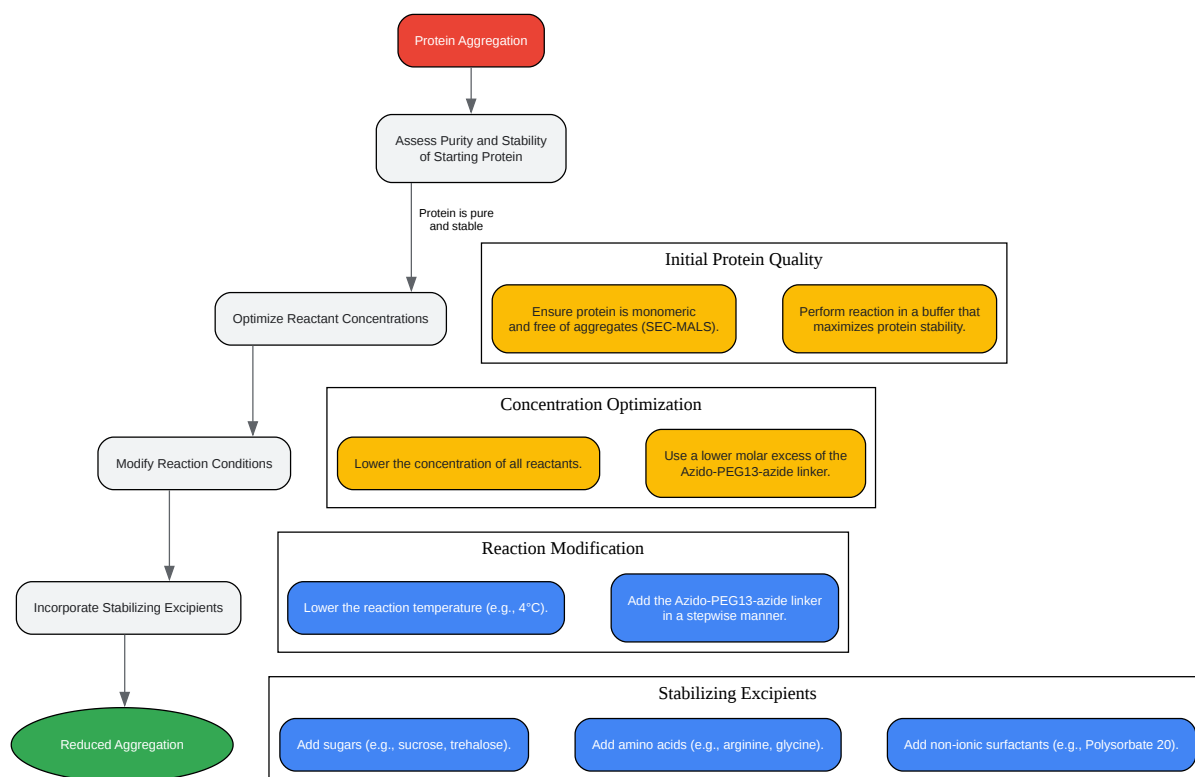 Protein Aggregation
Assess Purity and Stability
of Starting Protein
Protein is pure
and stable
Initial Protein Quality
Ensure protein is monomeric
and free of aggregates (SEC-MALS).
Perform reaction in a buffer that
maximizes protein stability.
Optimize Reactant Concentrations
Concentration Optimization
Lower the concentration of all reactants.
Use a lower molar excess of the
Azido-PEG13-azide linker.
Modify Reaction Conditions
Reaction Modification
Lower the reaction temperature (e.g., 4°C).
Add the Azido-PEG13-azide linker
in a stepwise manner.
Incorporate Stabilizing Excipients
Stabilizing Excipients
Add sugars (e.g., sucrose, trehalose).
Add amino acids (e.g., arginine, glycine).
Add non-ionic surfactants (e.g., Polysorbate 20).
Reduced Aggregation